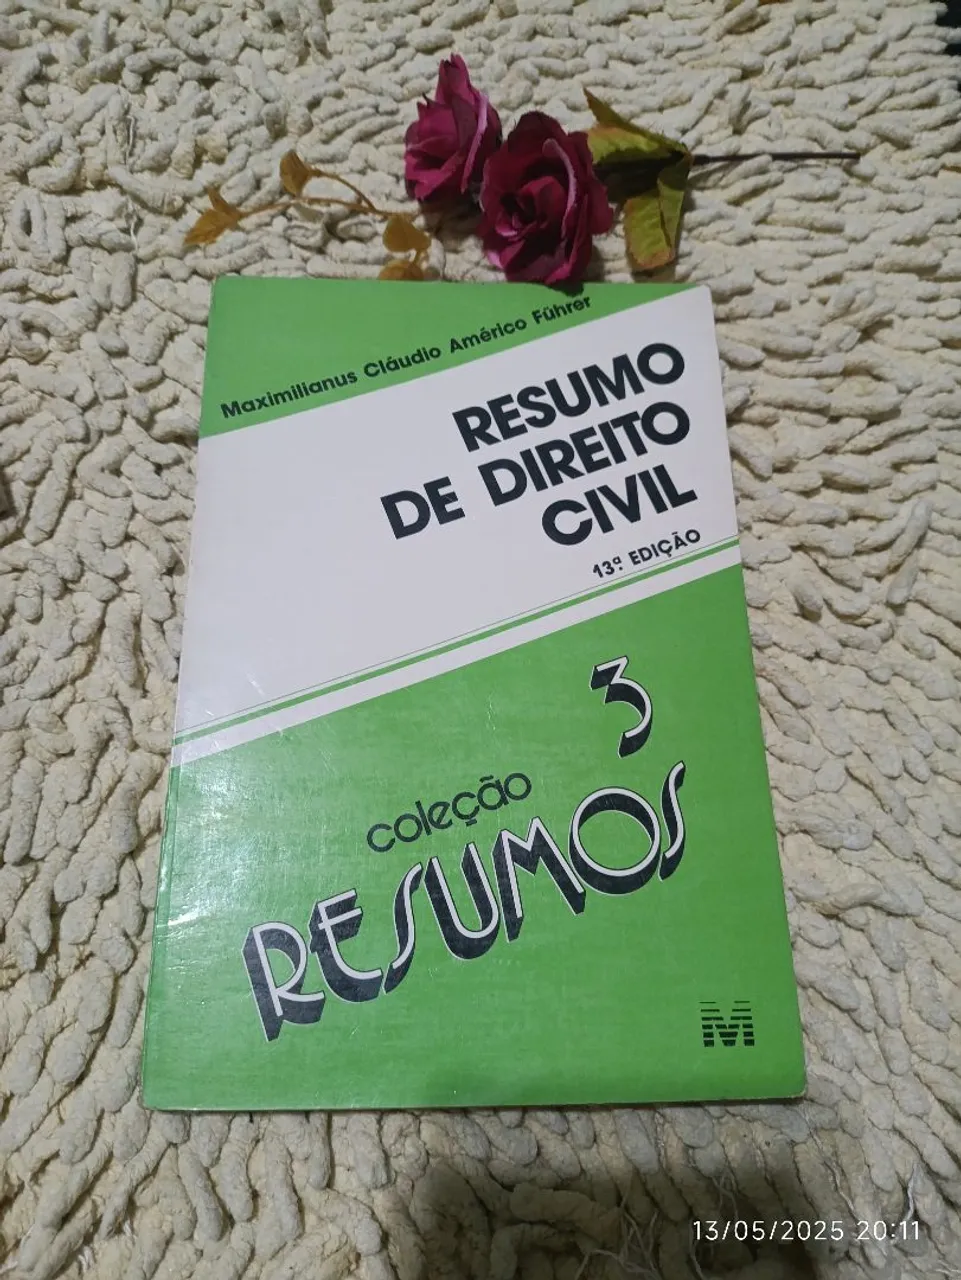 Maximilianus Cláudio Américo Führer
RESUMO
DE DIREITO
CIVIL
13ª. EDIÇÃO
3
coleção
RESUMOS
M
13/05/2025 20:11